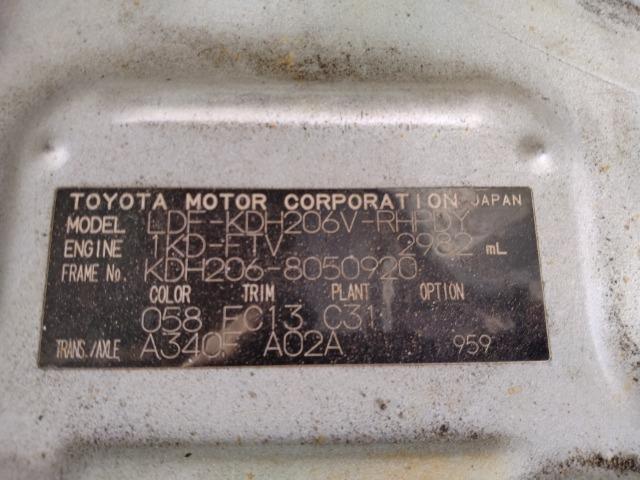 TOYOTA MOTOR CORPORATION JAPAN
MODEL LDF-KDH206V-RHPDY
ENGINE 1KD-FTV 2982 mL
FRAME No. KDH206-8050920
COLOR TRIM PLANT OPTION
058 FC13 C31
TRANS./AXLE A340F A02A 959